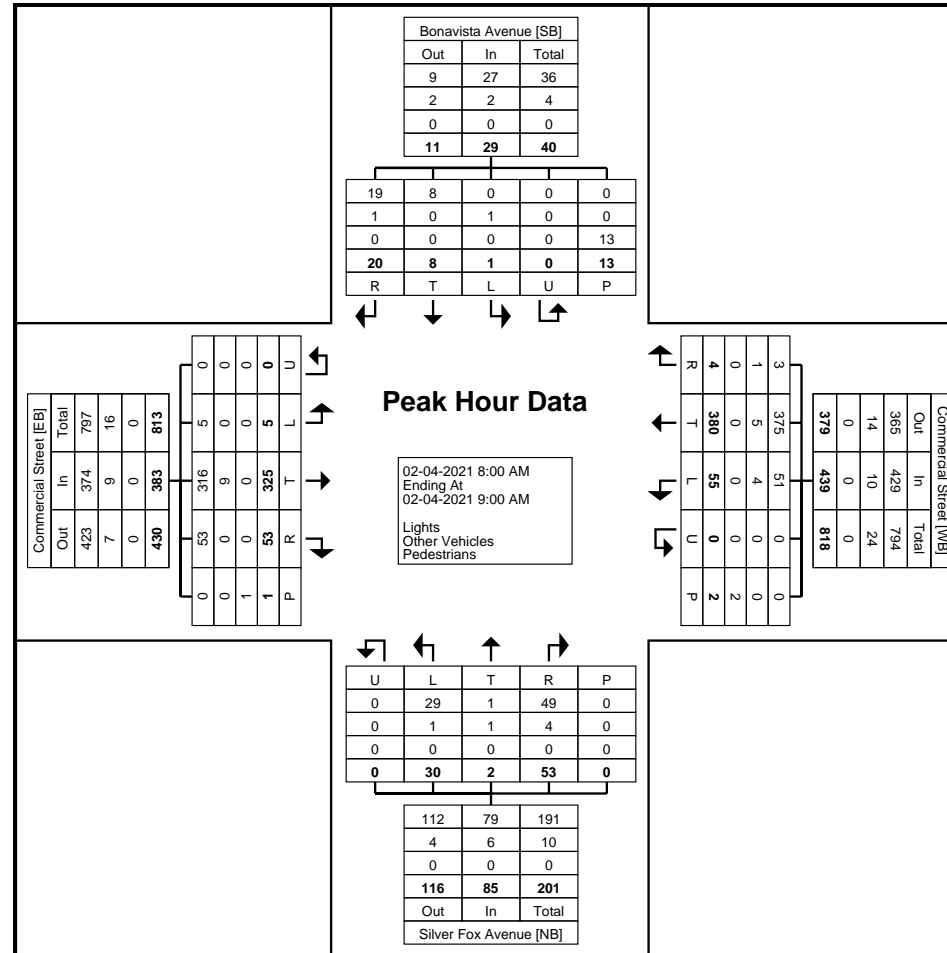 Bonavista Avenue [SB]
Out In Total
9 27 36
2 2 4
0 0 0
11 29 40
19 8 0 0 0
1 0 1 0 0
0 0 0 0 13
20 8 1 0 13
R T L U P
Commercial Street [EB]
Out In Total
423 374 797
7 9 16
0 0 0
430 383 813
0 53 316 5 0
0 0 9 0 0
1 0 0 0 0
1 53 325 5 0
P R T L U
Peak Hour Data
02-04-2021 8:00 AM
Ending At
02-04-2021 9:00 AM
Lights
Other Vehicles
Pedestrians
Commercial Street [WB]
Out In Total
365 429 794
14 10 24
0 0 0
379 439 818
3 375 51 0 0
1 5 4 0 0
0 0 0 0 2
4 380 55 0 2
R T L U P
U L T R P
0 29 1 49 0
0 1 1 4 0
0 0 0 0 0
0 30 2 53 0
112 79 191
4 6 10
0 0 0
116 85 201
Out In Total
Silver Fox Avenue [NB]